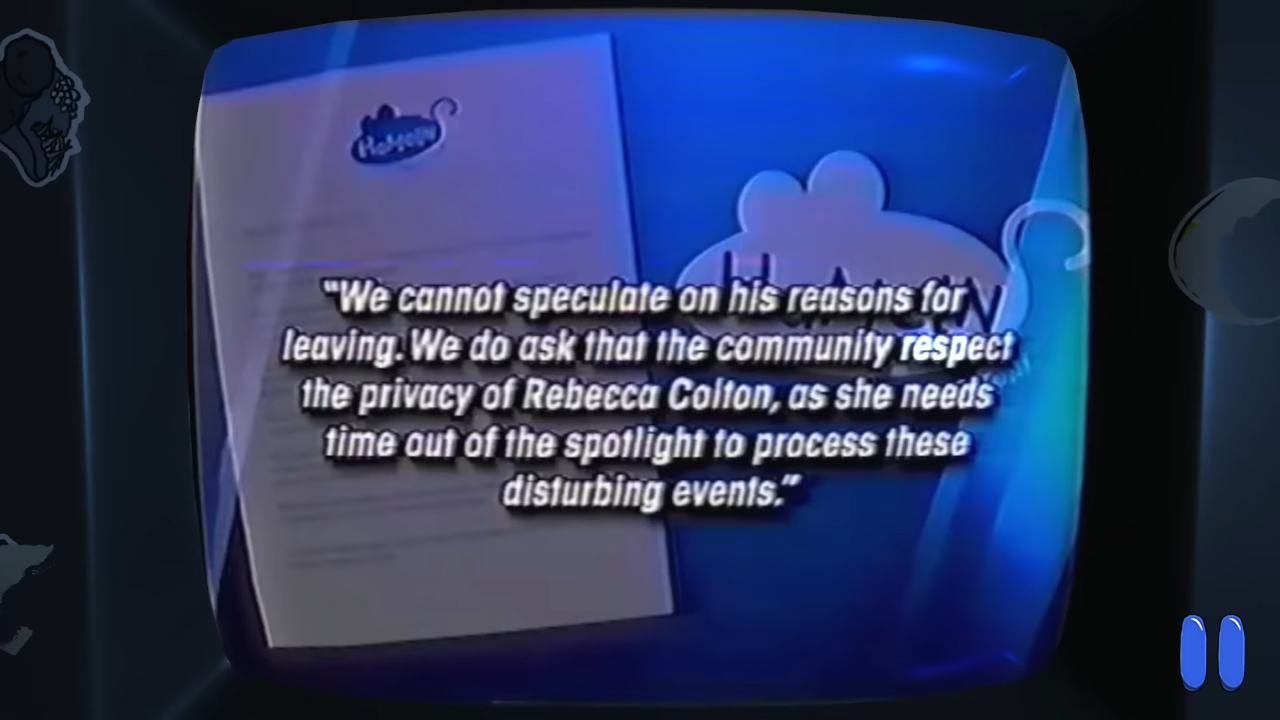 "We cannot speculate on his reasons for
leaving. We do ask that the community respect
the privacy of Rebecca Colton, as she needs
time out of the spotlight to process these
disturbing events."